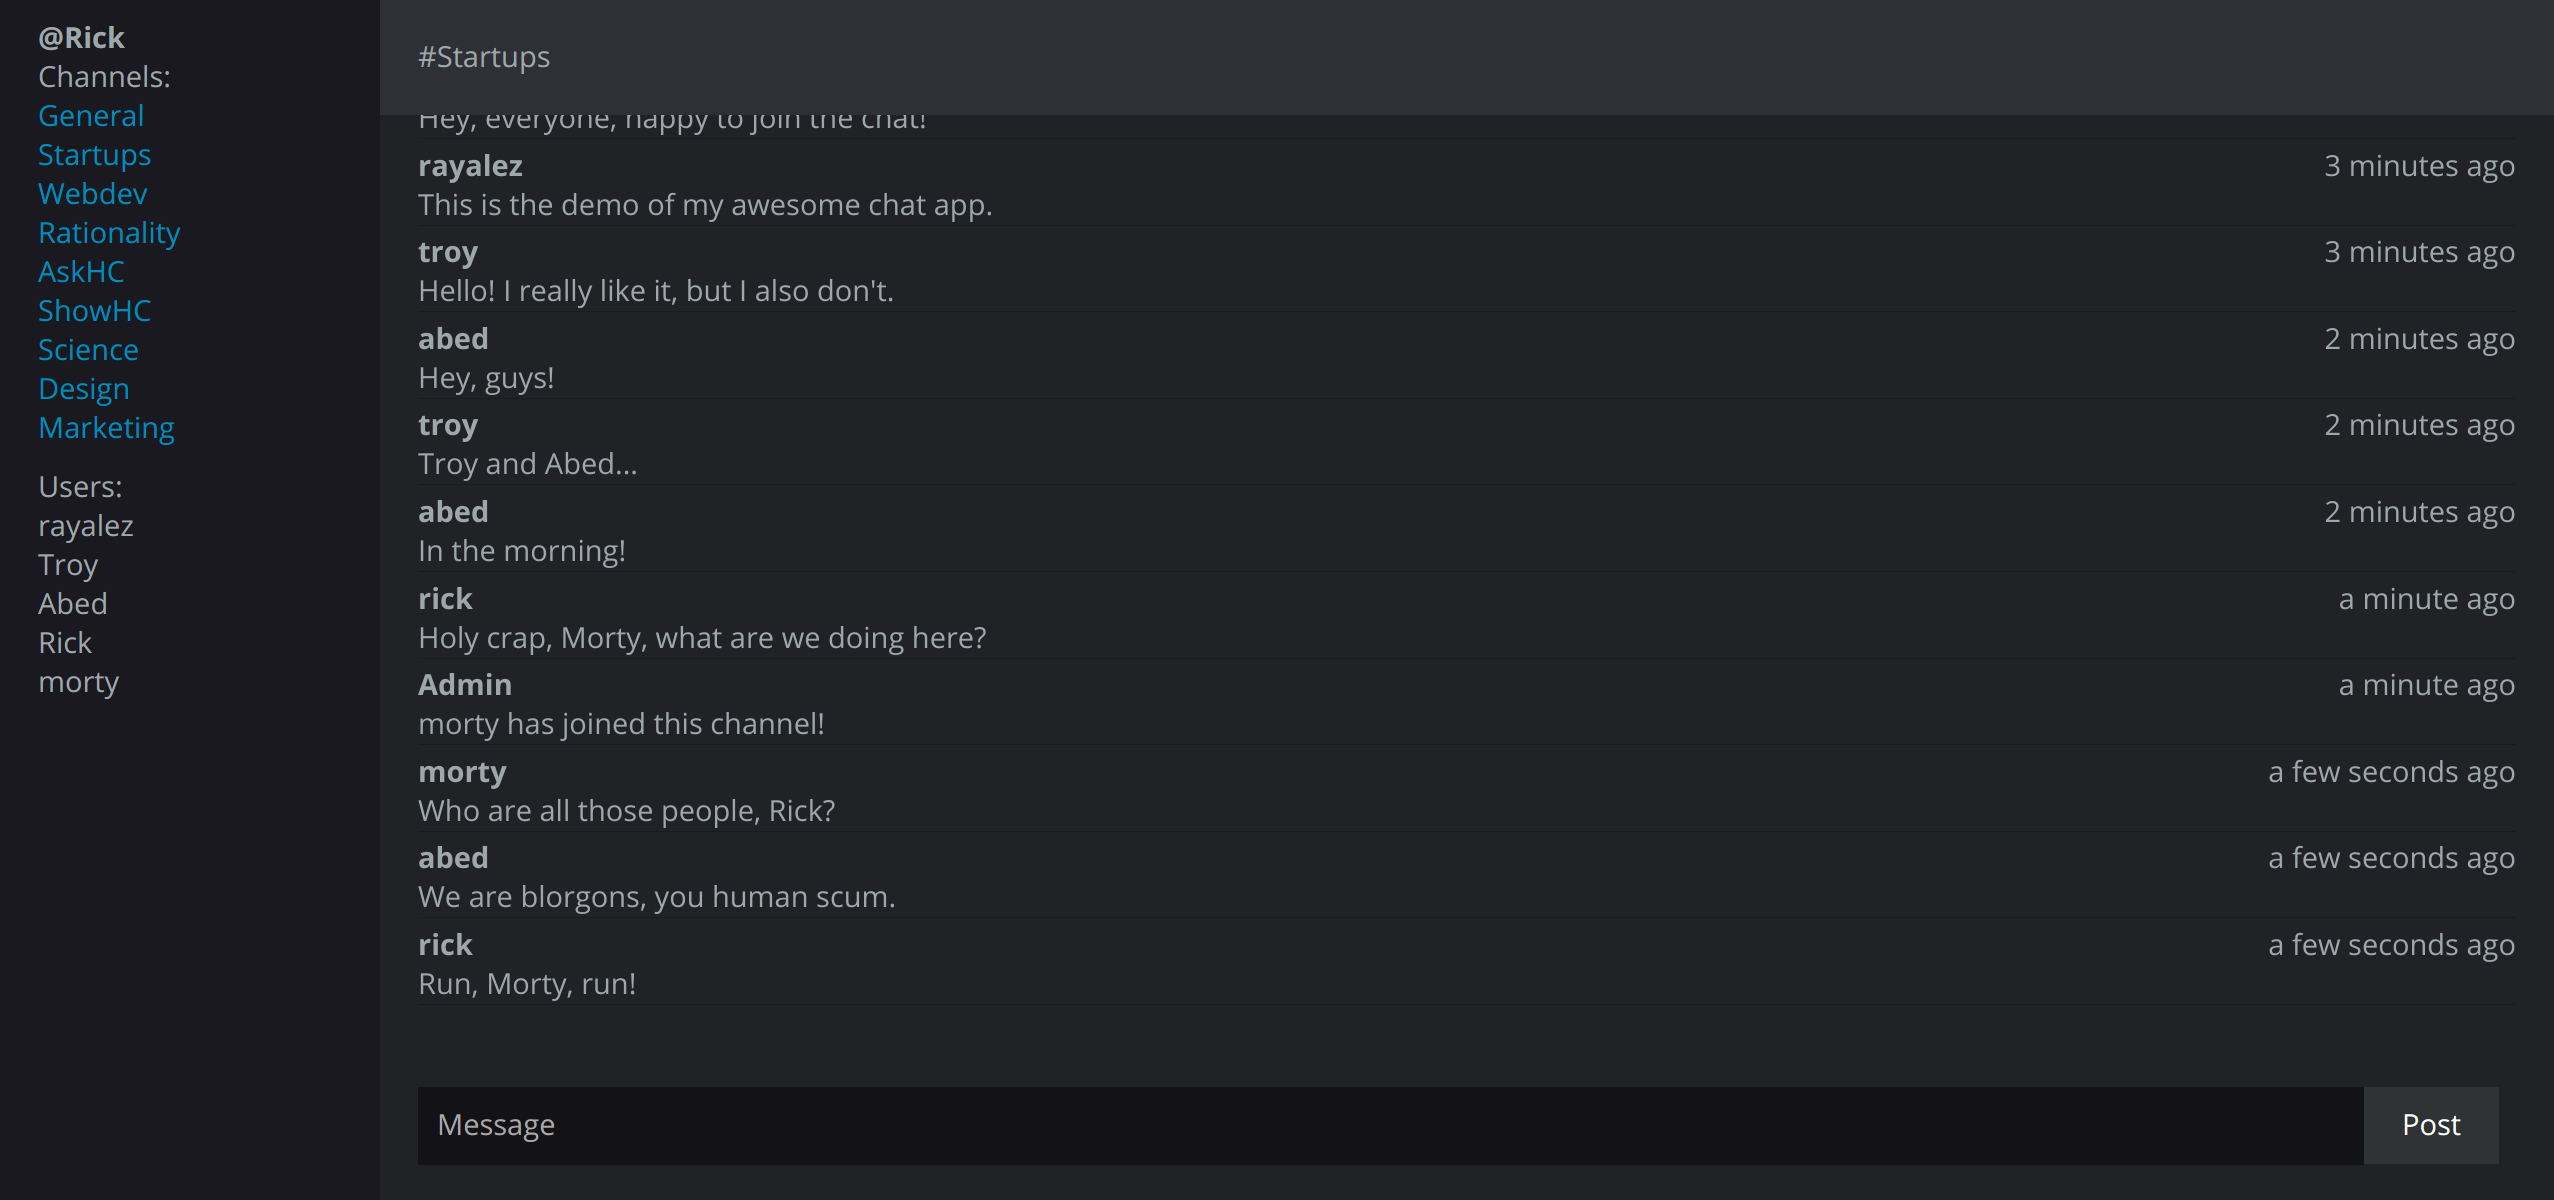 @Rick
Channels:
General
Startups
Webdev
Rationality
AskHC
ShowHC
Science
Design
Marketing
Users:
rayalez
Troy
Abed
Rick
morty
#Startups
Hey, everyone, happy to join the chat!
rayalez 3 minutes ago
This is the demo of my awesome chat app.
troy 3 minutes ago
Hello! I really like it, but I also don't.
abed 2 minutes ago
Hey, guys!
troy 2 minutes ago
Troy and Abed...
abed 2 minutes ago
In the morning!
rick a minute ago
Holy crap, Morty, what are we doing here?
Admin a minute ago
morty has joined this channel!
morty a few seconds ago
Who are all those people, Rick?
abed a few seconds ago
We are blorgons, you human scum.
rick a few seconds ago
Run, Morty, run!
Message Post